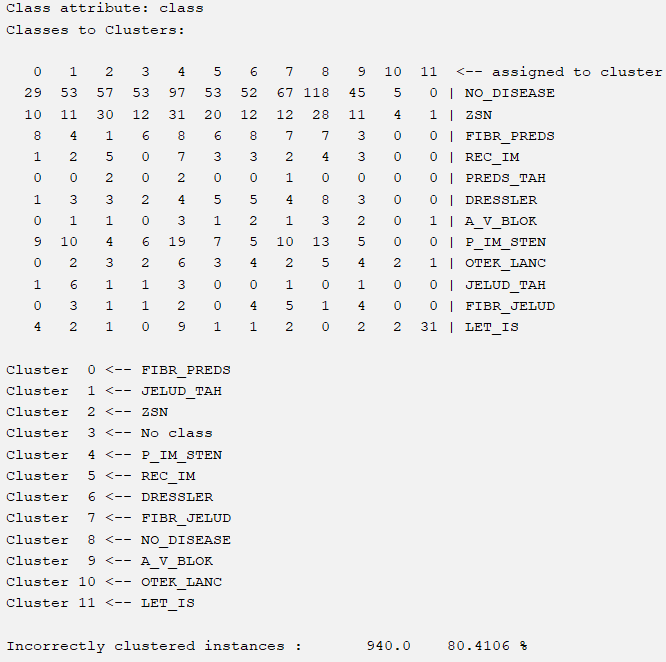 Class attribute: class
Classes to Clusters:
0 1 2 3 4 5 6 7 8 9 10 11 <-- assigned to cluster
29 53 57 53 97 53 52 67 118 45 5 0 | NO_DISEASE
10 11 30 12 31 20 12 12 28 11 4 1 | ZSN
8 4 1 6 8 6 8 7 7 3 0 0 | FIBR_PREDS
1 2 5 0 7 3 3 2 4 3 0 0 | REC_IM
0 0 2 0 2 0 0 1 0 0 0 0 | PREDS_TAH
1 3 3 2 4 5 5 4 8 3 0 0 | DRESSLER
0 1 1 0 3 1 2 1 3 2 0 1 | A_V_BLOK
9 10 4 6 19 7 5 10 13 5 0 0 | P_IM_STEN
0 2 3 2 6 3 4 2 5 4 2 1 | OTEK_LANC
1 6 1 1 3 0 0 1 0 1 0 0 | JELUD_TAH
0 3 1 1 2 0 4 5 1 4 0 0 | FIBR_JELUD
4 2 1 0 9 1 1 2 0 2 2 31 | LET_IS
Cluster 0 <-- FIBR_PREDS
Cluster 1 <-- JELUD_TAH
Cluster 2 <-- ZSN
Cluster 3 <-- No class
Cluster 4 <-- P_IM_STEN
Cluster 5 <-- REC_IM
Cluster 6 <-- DRESSLER
Cluster 7 <-- FIBR_JELUD
Cluster 8 <-- NO_DISEASE
Cluster 9 <-- A_V_BLOK
Cluster 10 <-- OTEK_LANC
Cluster 11 <-- LET_IS
Incorrectly clustered instances : 940.0 80.4106 %